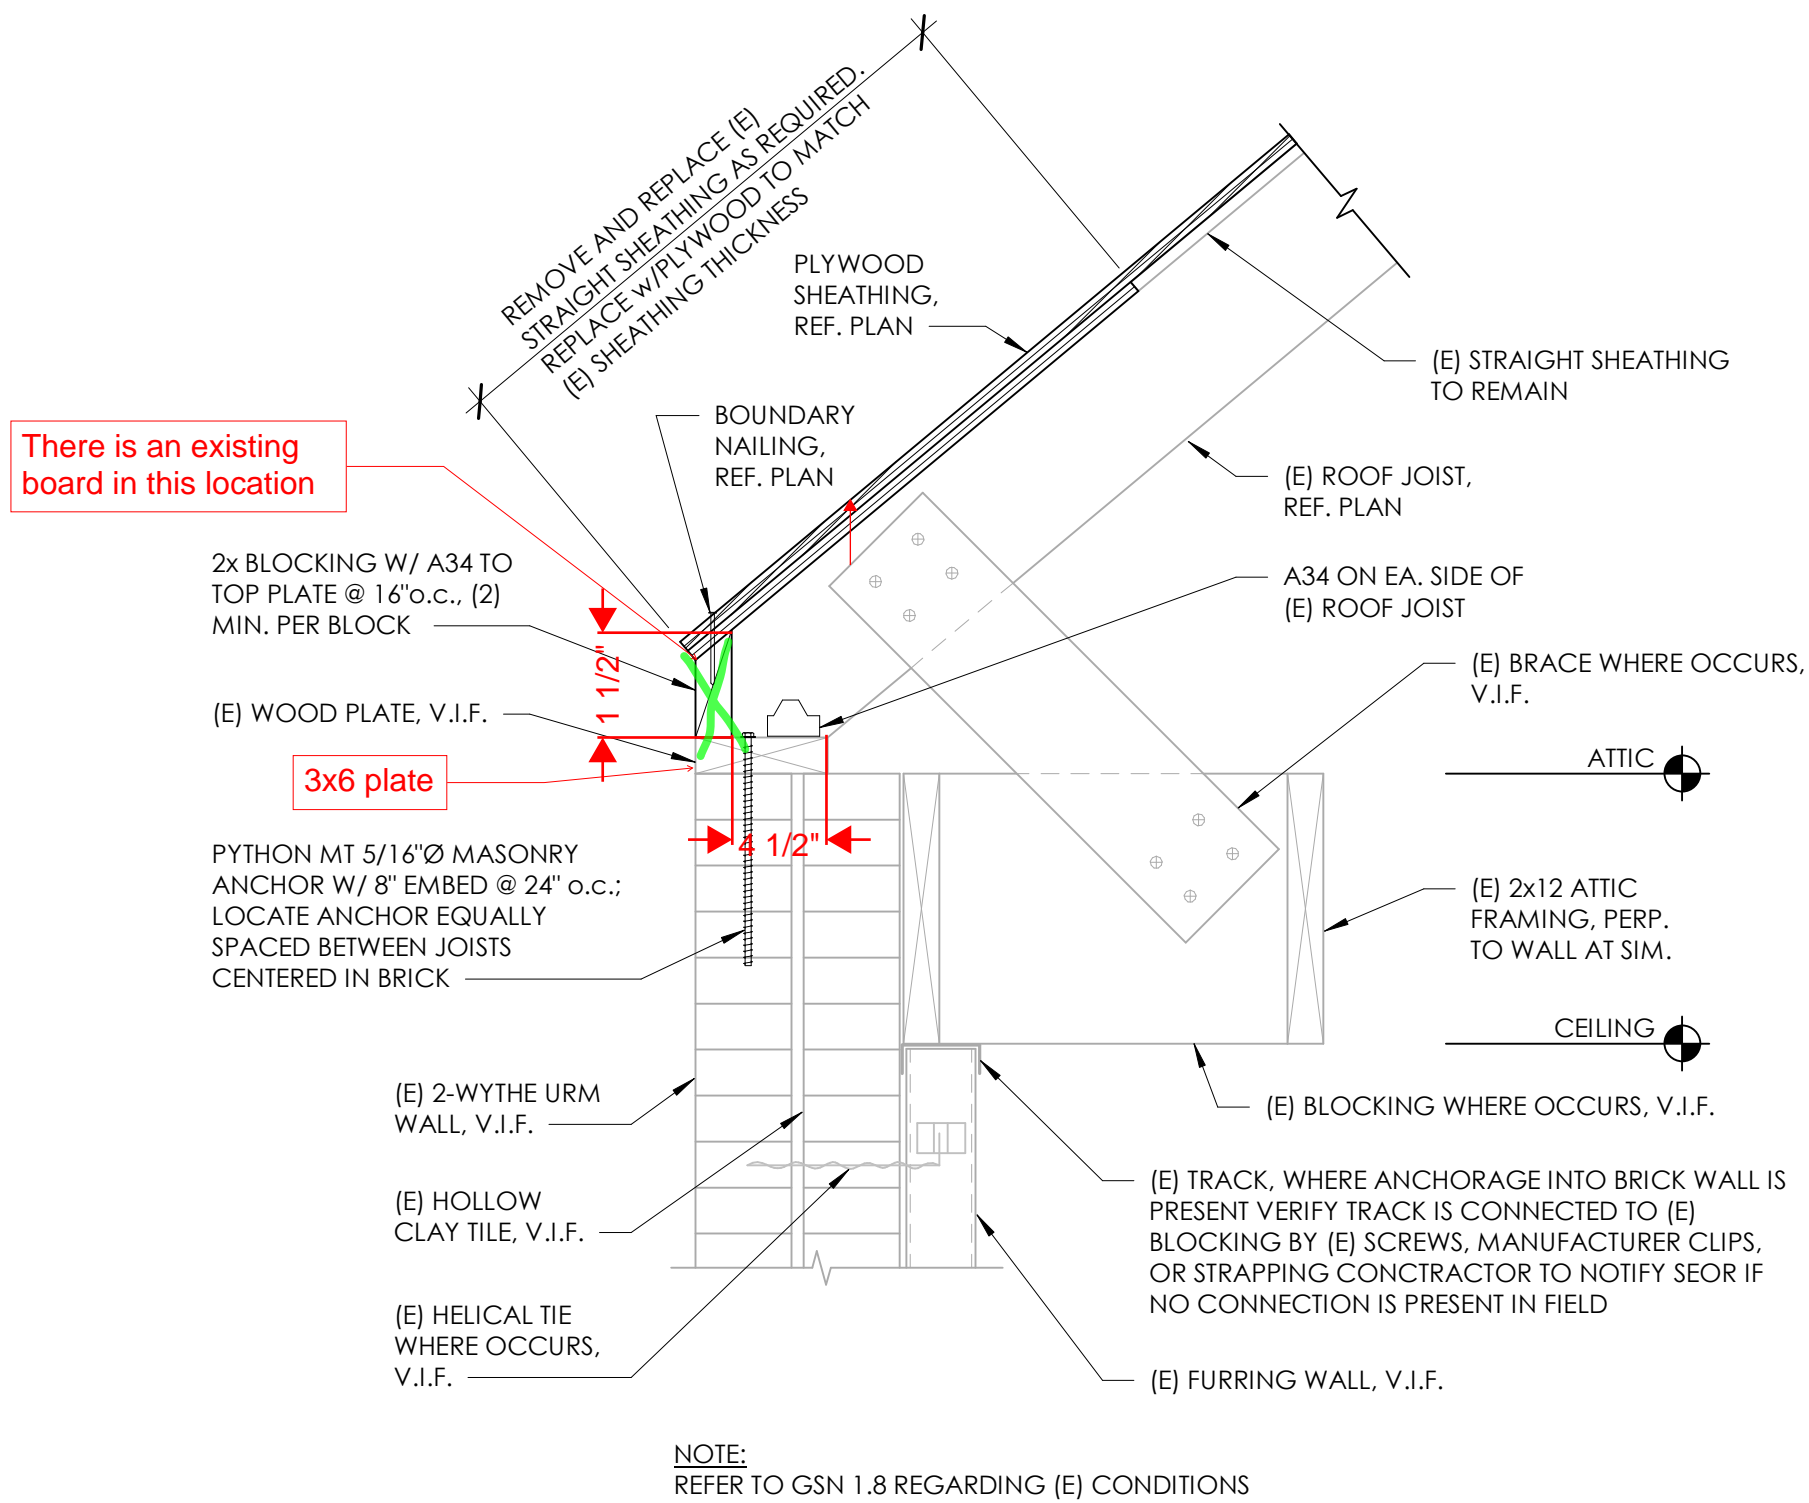 REMOVE AND REPLACE (E)
STRAIGHT SHEATHING AS REQUIRED.
REPLACE w/PLYWOOD TO MATCH
(E) SHEATHING THICKNESS
PLYWOOD
SHEATHING,
REF. PLAN
(E) STRAIGHT SHEATHING
TO REMAIN
BOUNDARY
NAILING,
REF. PLAN
There is an existing
board in this location
(E) ROOF JOIST,
REF. PLAN
2x BLOCKING W/ A34 TO
TOP PLATE @ 16"o.c., (2)
MIN. PER BLOCK
A34 ON EA. SIDE OF
(E) ROOF JOIST
1 1/2"
(E) BRACE WHERE OCCURS,
V.I.F.
(E) WOOD PLATE, V.I.F.
3x6 plate
ATTIC
4 1/2"
PYTHON MT 5/16"Ø MASONRY
ANCHOR W/ 8" EMBED @ 24" o.c.;
LOCATE ANCHOR EQUALLY
SPACED BETWEEN JOISTS
CENTERED IN BRICK
(E) 2x12 ATTIC
FRAMING, PERP.
TO WALL AT SIM.
CEILING
(E) 2-WYTHE URM
WALL, V.I.F.
(E) BLOCKING WHERE OCCURS, V.I.F.
(E) HOLLOW
CLAY TILE, V.I.F.
(E) TRACK, WHERE ANCHORAGE INTO BRICK WALL IS
PRESENT VERIFY TRACK IS CONNECTED TO (E)
BLOCKING BY (E) SCREWS, MANUFACTURER CLIPS,
OR STRAPPING CONCTRACTOR TO NOTIFY SEOR IF
NO CONNECTION IS PRESENT IN FIELD
(E) HELICAL TIE
WHERE OCCURS,
V.I.F.
(E) FURRING WALL, V.I.F.
NOTE:
REFER TO GSN 1.8 REGARDING (E) CONDITIONS